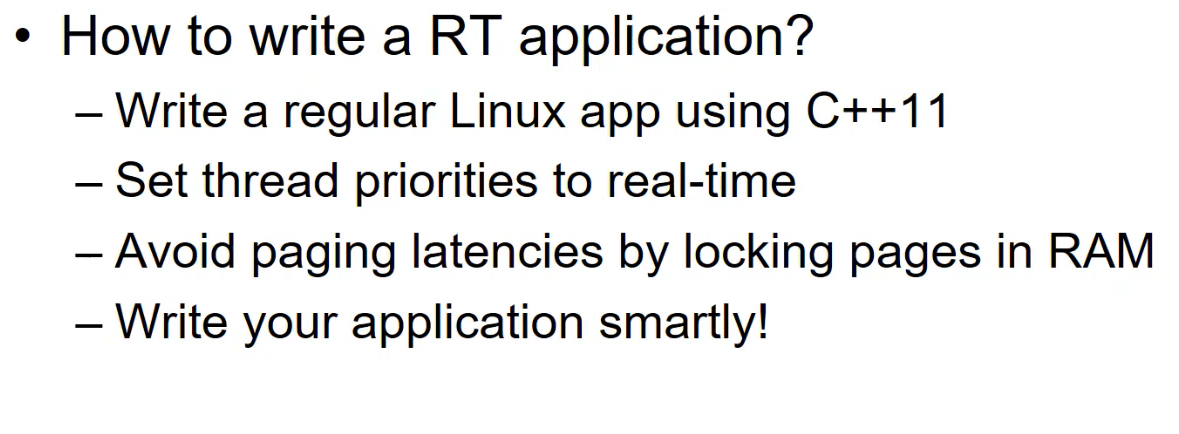 • How to write a RT application?
– Write a regular Linux app using C++11
– Set thread priorities to real-time
– Avoid paging latencies by locking pages in RAM
– Write your application smartly!